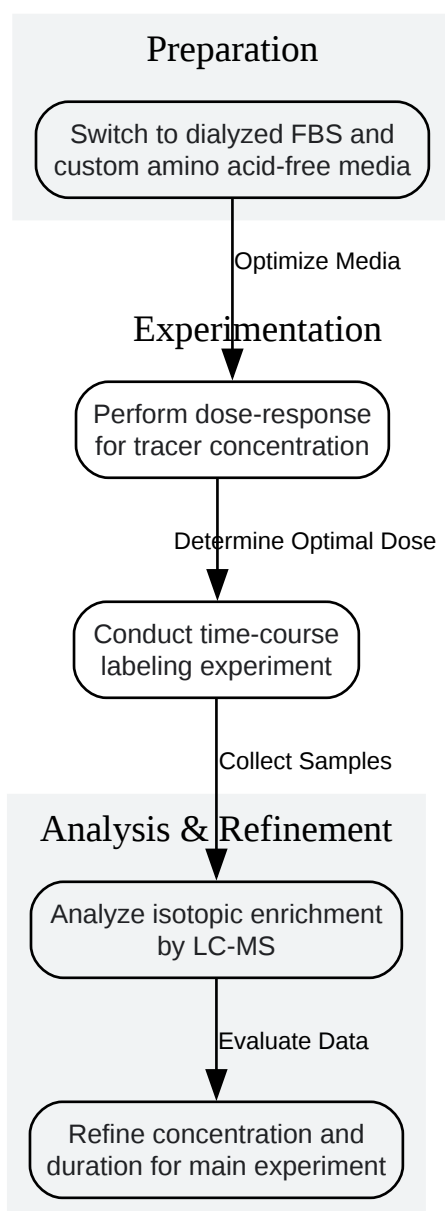 Preparation
Switch to dialyzed FBS and
custom amino acid-free media
Optimize Media
Experimentation
Perform dose-response
for tracer concentration
Determine Optimal Dose
Conduct time-course
labeling experiment
Collect Samples
Analysis & Refinement
Analyze isotopic enrichment
by LC-MS
Evaluate Data
Refine concentration and
duration for main experiment